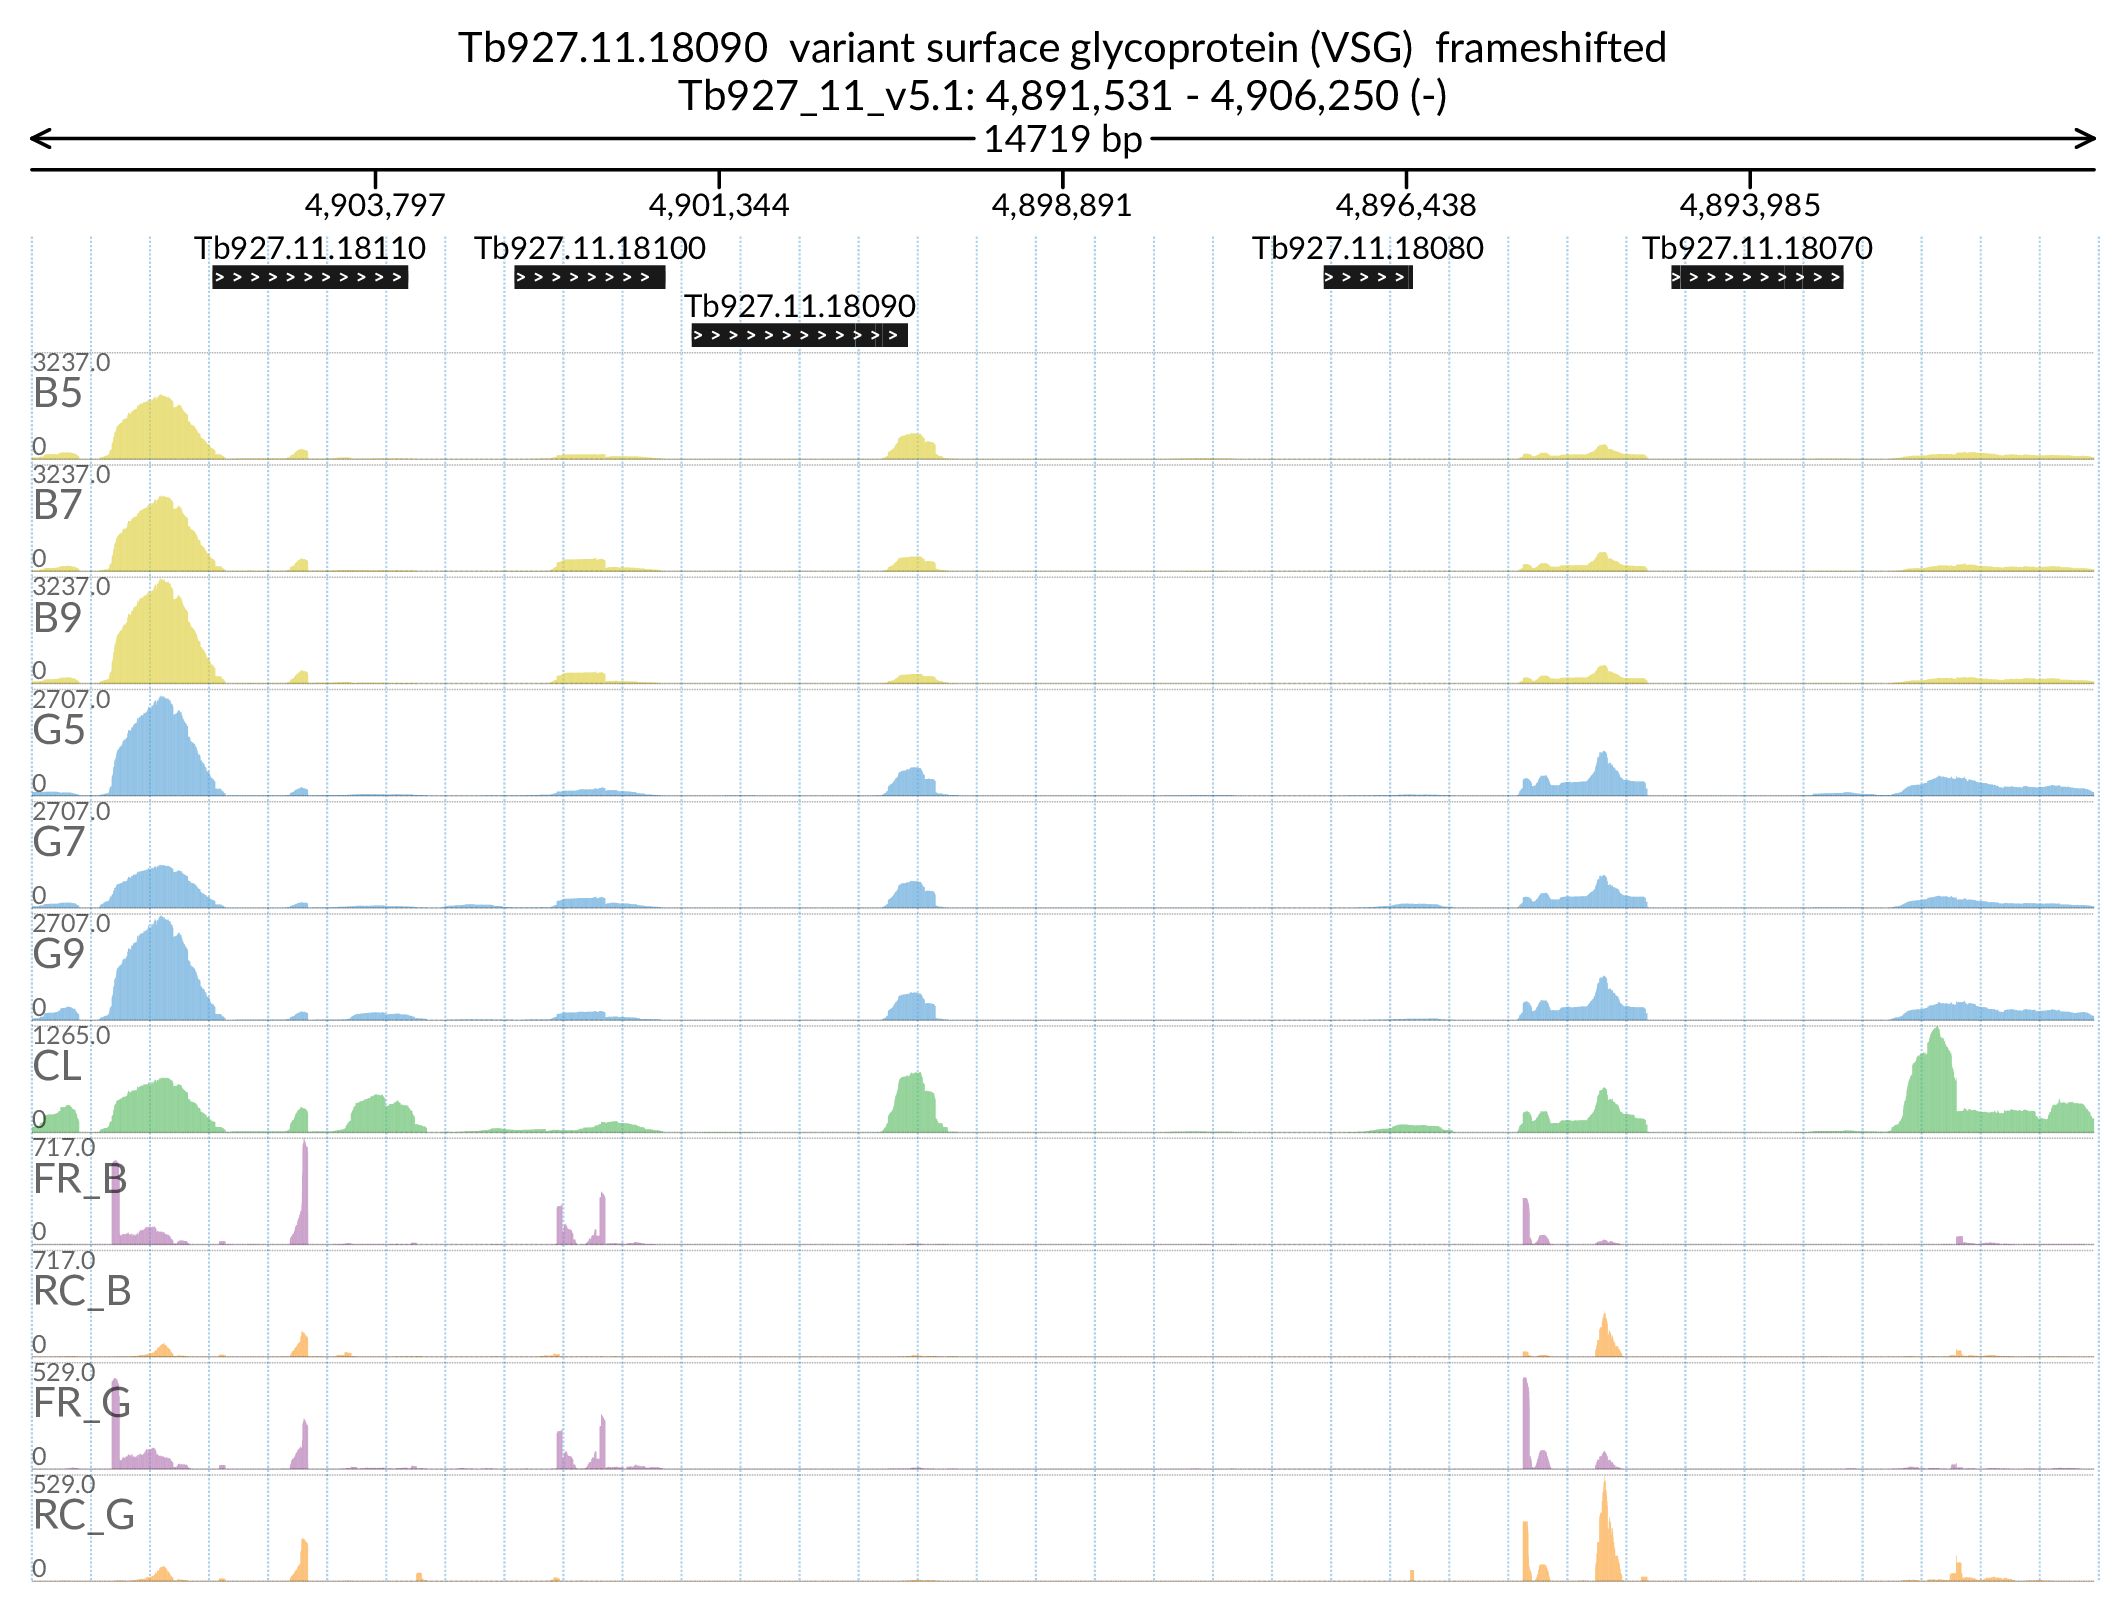 Tb927.11.18090  variant surface glycoprotein (VSG)  frameshifted
Tb927_11_v5.1: 4,891,531 - 4,906,250 (-)
14719 bp
4,903,797 4,901,344 4,898,891 4,896,438 4,893,985
Tb927.11.18110 Tb927.11.18100 Tb927.11.18080 Tb927.11.18070
Tb927.11.18090
3237.0
B5
0
3237.0
B7
0
3237.0
B9
0
2707.0
G5
0
2707.0
G7
0
2707.0
G9
0
1265.0
CL
0
717.0
FR_B
0
717.0
RC_B
0
529.0
FR_G
0
529.0
RC_G
0